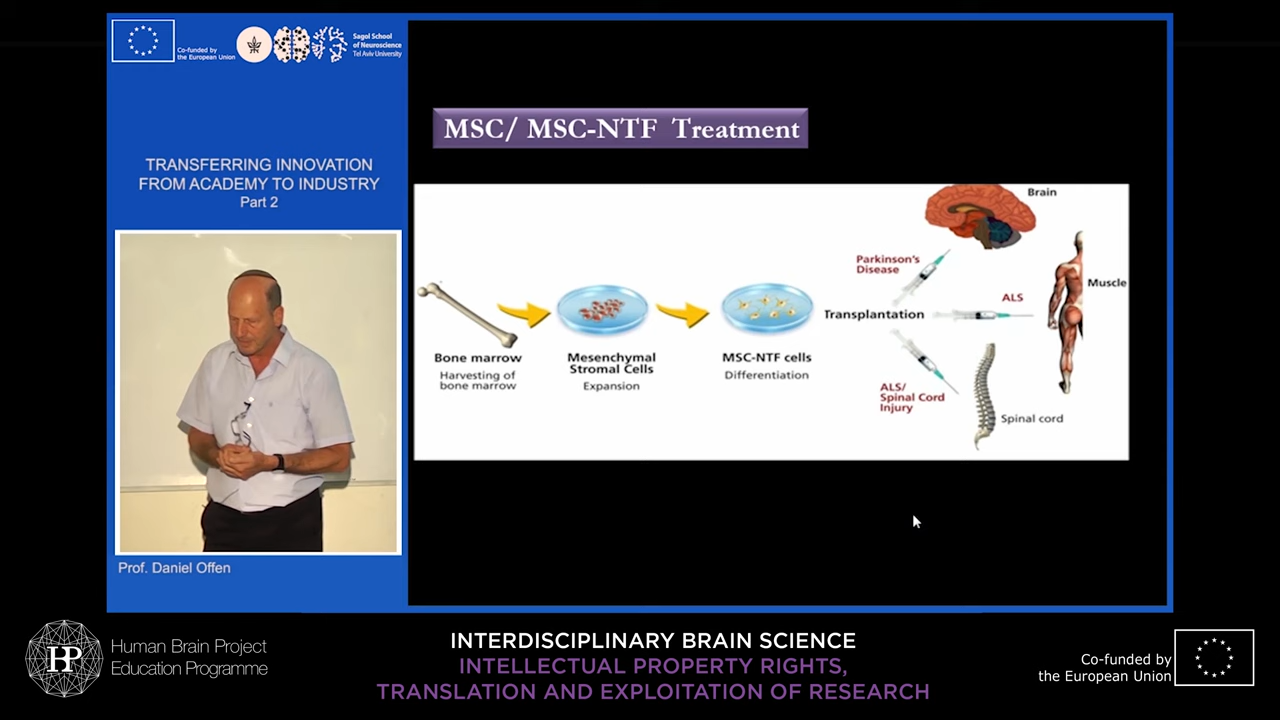 Co-funded by
the European Union
Sagol School
of Neuroscience
Tel Aviv University
TRANSFERRING INNOVATION
FROM ACADEMY TO INDUSTRY
Part 2
Prof. Daniel Offen
MSC/ MSC-NTF Treatment
Bone marrow
Harvesting of
bone marrow
Mesenchymal
Stromal Cells
Expansion
MSC-NTF cells
Differentiation
Transplantation
Parkinson's
Disease
Brain
ALS
Muscle
ALS/
Spinal Cord
Injury
Spinal cord
HBP
Human Brain Project
Education Programme
INTERDISCIPLINARY BRAIN SCIENCE
INTELLECTUAL PROPERTY RIGHTS,
TRANSLATION AND EXPLOITATION OF RESEARCH
Co-funded by
the European Union